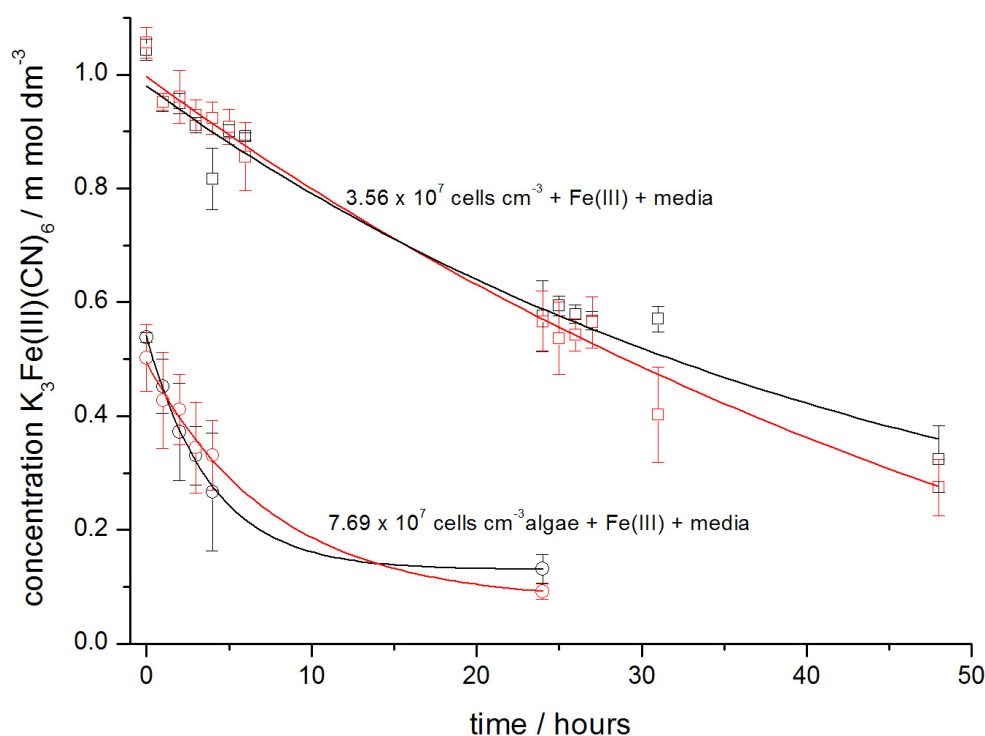 concentration K₃Fe(III)(CN)₆ / m mol dm⁻³
1.0
0.8
0.6
0.4
0.2
0.0
3.56 x 10⁷ cells cm⁻³ + Fe(III) + media
7.69 x 10⁷ cells cm⁻³algae + Fe(III) + media
0 10 20 30 40 50
time / hours